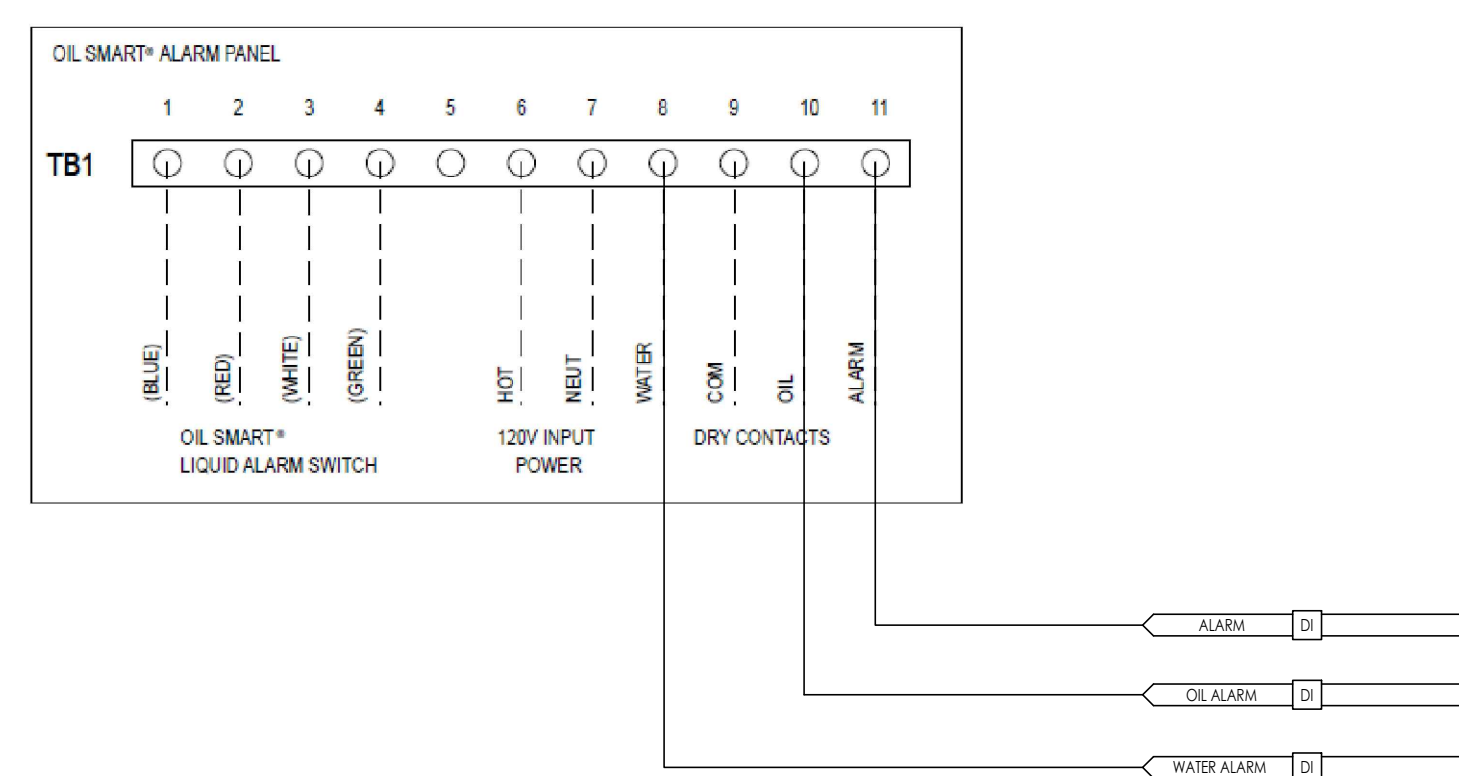 OIL SMART® ALARM PANEL
1 2 3 4 5 6 7 8 9 10 11
TB1
(BLUE)
(RED)
(WHITE)
(GREEN)
HOT
NEUT
WATER
COM
OIL
ALARM
OIL SMART®
LIQUID ALARM SWITCH
120V INPUT
POWER
DRY CONTACTS
ALARM DI
OIL ALARM DI
WATER ALARM DI